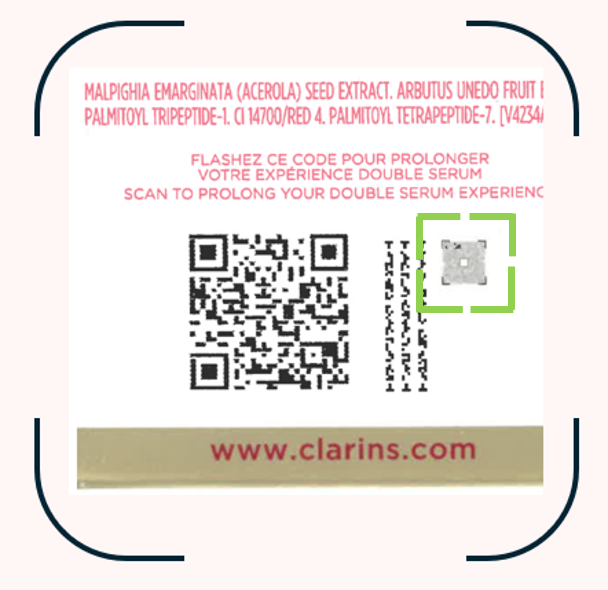 MALPIGHIA EMARGINATA (ACEROLA) SEED EXTRACT. ARBUTUS UNEDO FRUIT
PALMITOYL TRIPEPTIDE-1. CI 14700/RED 4. PALMITOYL TETRAPEPTIDE-7. [V4234
FLASHEZ CE CODE POUR PROLONGER
VOTRE EXPÉRIENCE DOUBLE SERUM
SCAN TO PROLONG YOUR DOUBLE SERUM EXPERIENC
www.clarins.com